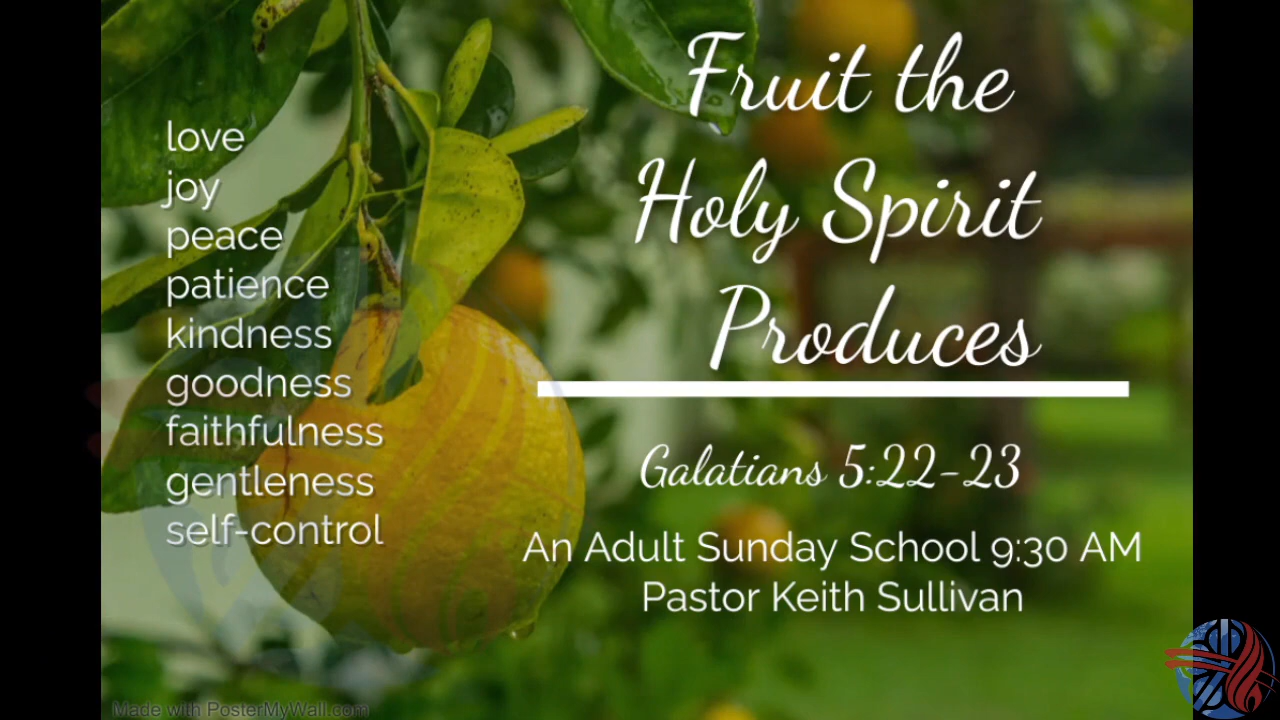 Fruit the
Holy Spirit
Produces
love
joy
peace
patience
kindness
goodness
faithfulness
gentleness
self-control
Galatians 5:22-23
An Adult Sunday School 9:30 AM
Pastor Keith Sullivan
Made with PosterMyWall.com